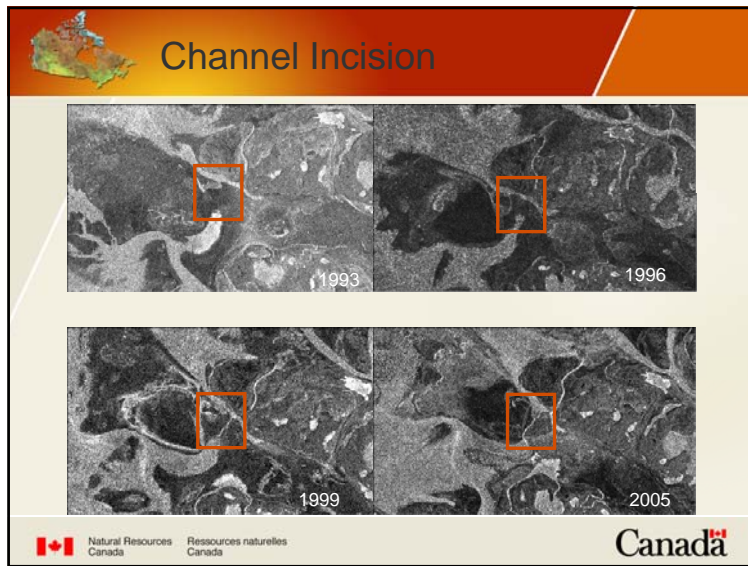 Channel Incision
1993
1996
1999
2005
Natural Resources Ressources naturelles
Canada Canada
Canada